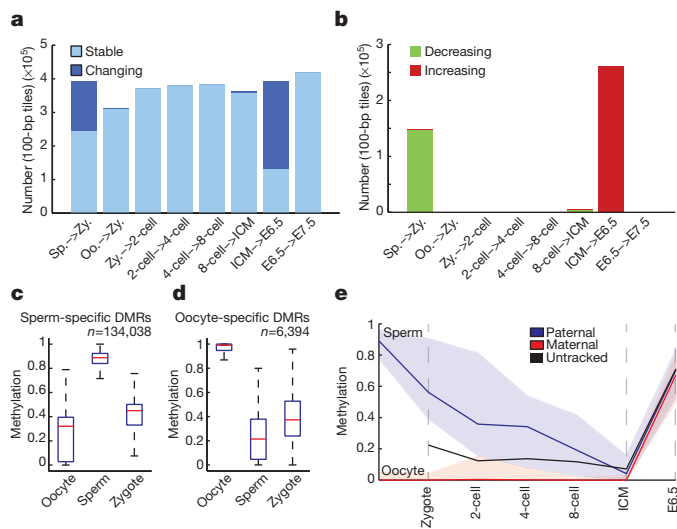 a
Stable
Changing
Number (100-bp tiles) (×10⁵)
5
4
3
2
1
0
Sp.->Zy.
Oo.->Zy.
Zy.->2-cell
2-cell->4-cell
4-cell->8-cell
8-cell->ICM
ICM->E6.5
E6.5->E7.5
b
Decreasing
Increasing
Number (100-bp tiles) (×10⁵)
3
2
1
0
Sp.->Zy.
Oo.->Zy.
Zy.->2-cell
2-cell->4-cell
4-cell->8-cell
8-cell->ICM
ICM->E6.5
E6.5->E7.5
c
Sperm-specific DMRs
n=134,038
Methylation
1.0
0.8
0.6
0.4
0.2
0
Oocyte
Sperm
Zygote
d
Oocyte-specific DMRs
n=6,394
1.0
0.8
0.6
0.4
0.2
0
Oocyte
Sperm
Zygote
e
Sperm
Paternal
Maternal
Untracked
Methylation
1.0
0.8
0.6
0.4
0.2
0
Oocyte
Zygote
2-cell
4-cell
8-cell
ICM
E6.5